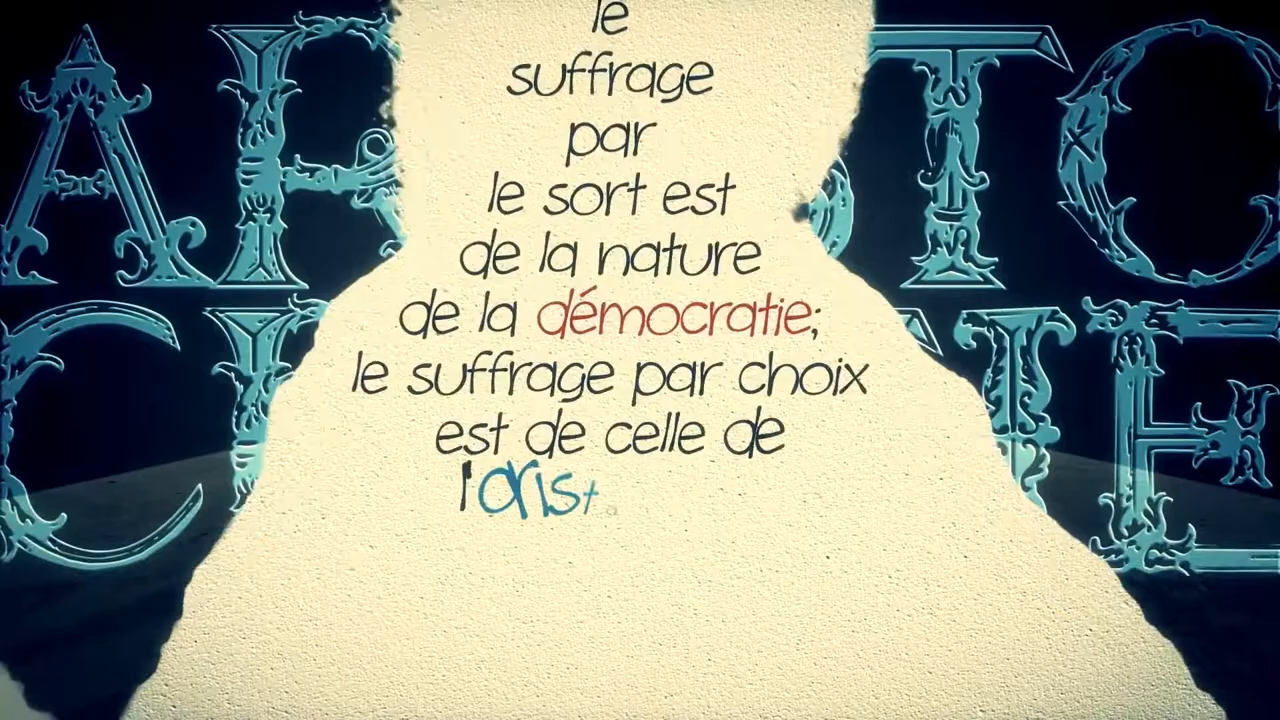 le
suffrage
par
le sort est
de la nature
de la démocratie;
le suffrage par choix
est de celle de
l'arist